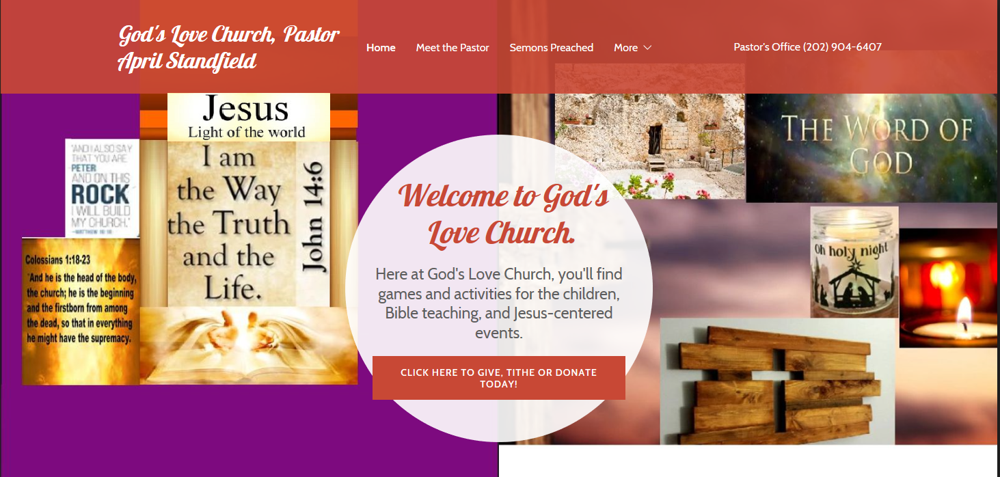 God's Love Church, Pastor
April Standfield
Home
Meet the Pastor
Semons Preached
More
Pastor's Office (202) 904-6407
Jesus
Light of the world
I am
the Way
the Truth
and the
Life.
John 14:6
"AND I ALSO SAY
THAT YOU ARE
PETER
AND ON THIS
ROCK
I WILL BUILD
MY CHURCH."
~MATTHEW 16:18
Colossians 1:18-23
"And he is the head of the body,
the church; he is the beginning
and the firstborn from among
the dead, so that in everything
he might have the supremacy.
Welcome to God's
Love Church.
Here at God's Love Church, you'll find
games and activities for the children,
Bible teaching, and Jesus-centered
events.
CLICK HERE TO GIVE, TITHE OR DONATE
TODAY!
THE WORD OF
GOD
Oh holy night